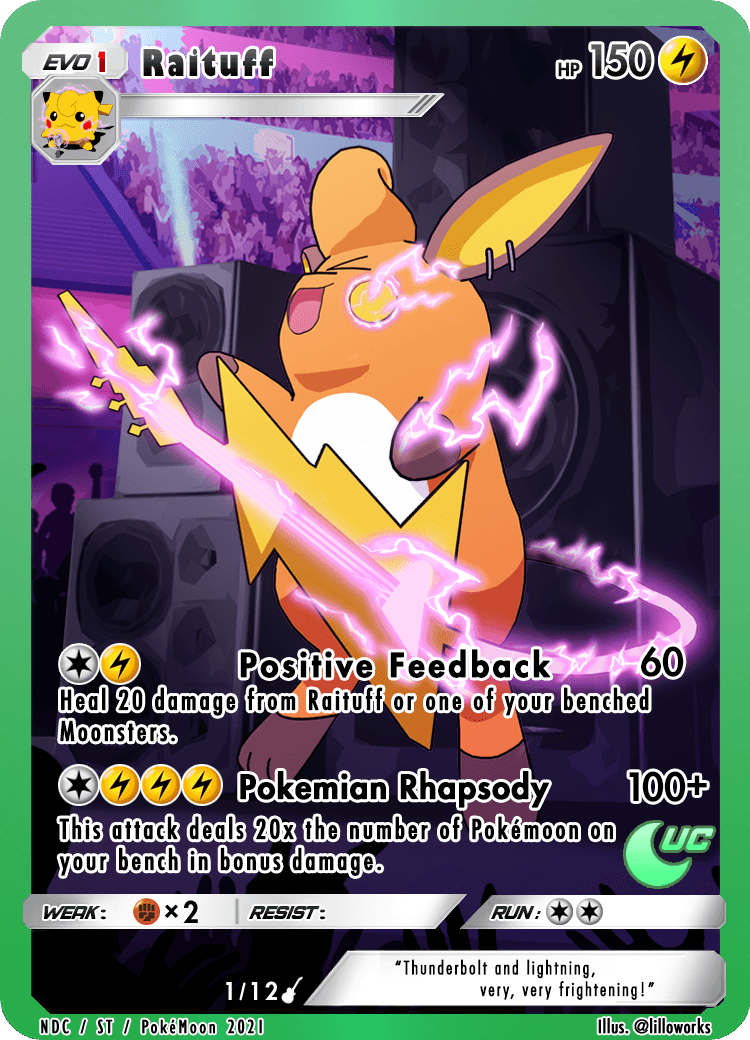 EVO 1 Raituff HP 150
Positive Feedback 60
Heal 20 damage from Raituff or one of your benched
Moonsters.
Pokemian Rhapsody 100+
This attack deals 20x the number of Pokémoon on
your bench in bonus damage.
UC
WEAK: ×2 RESIST: RUN:
"Thunderbolt and lightning,
very, very frightening!"
1/12
NDC / ST / PokéMoon 2021 Illus. @lilloworks